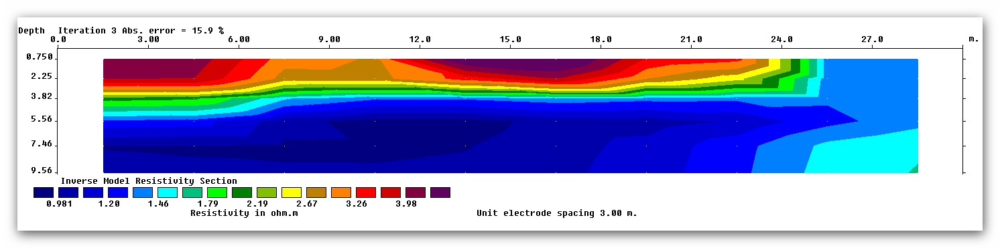 Depth Iteration 3 Abs. error = 15.9 %
0.0 3.00 6.00 9.00 12.0 15.0 18.0 21.0 24.0 27.0 m.
0.750
2.25
3.82
5.56
7.46
9.56
Inverse Model Resistivity Section
0.981 1.20 1.46 1.79 2.19 2.67 3.26 3.98
Resistivity in ohm.m Unit electrode spacing 3.00 m.